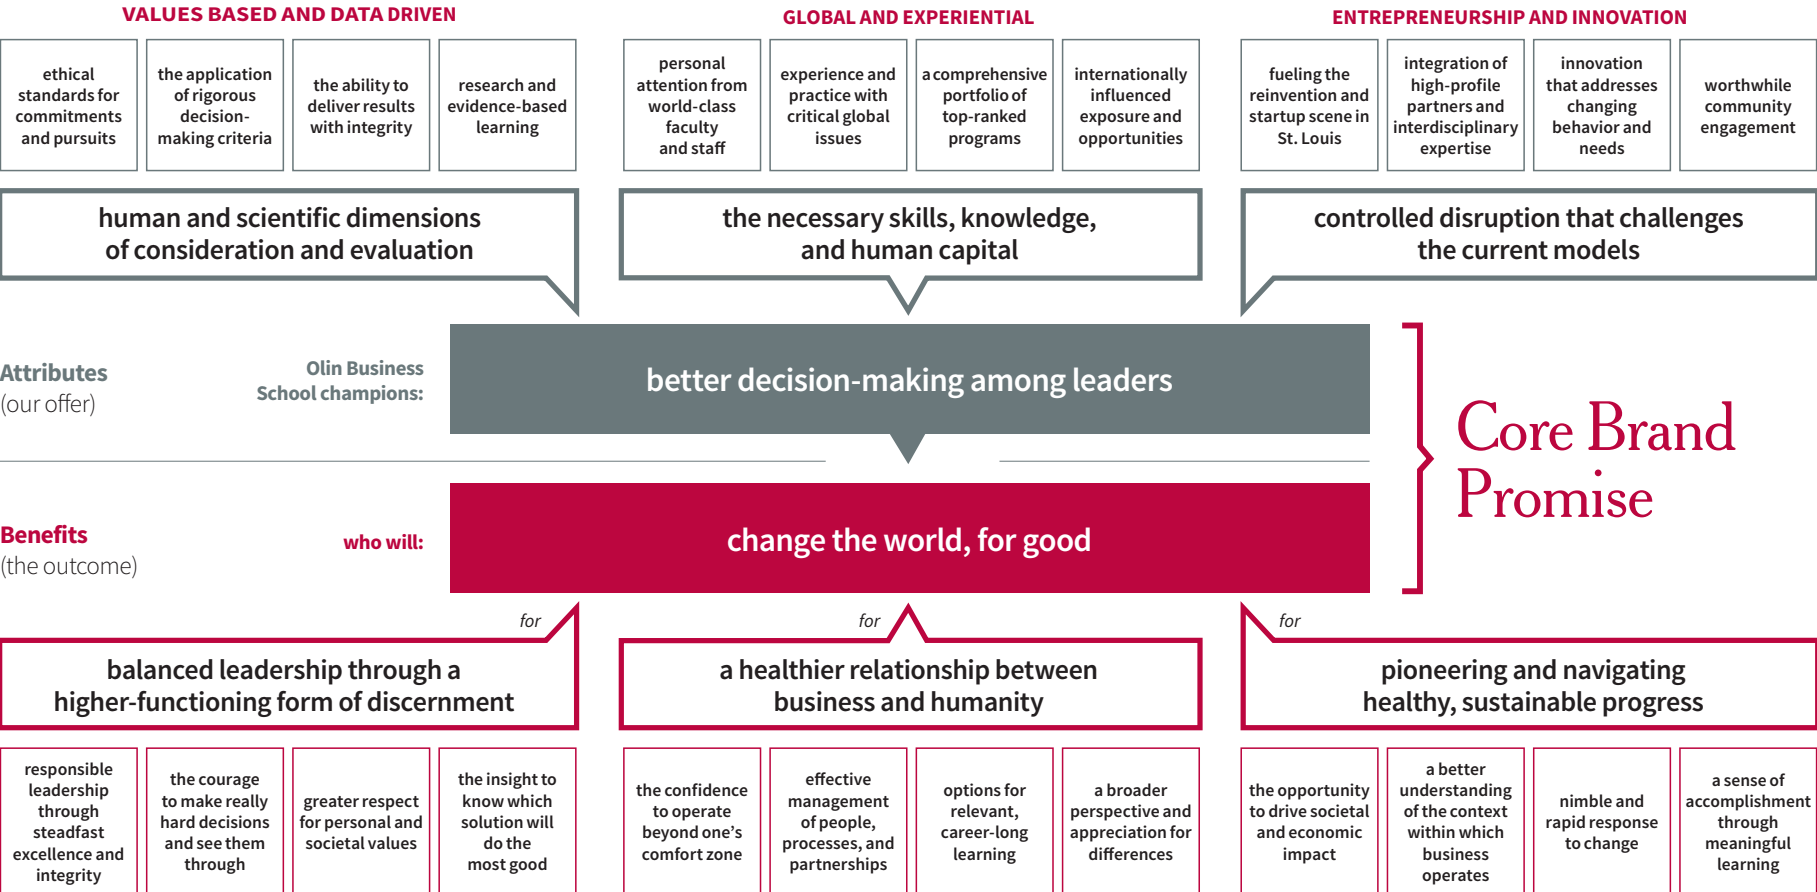 VALUES BASED AND DATA DRIVEN
GLOBAL AND EXPERIENTIAL
ENTREPRENEURSHIP AND INNOVATION
ethical
standards for
commitments
and pursuits
the application
of rigorous
decision-
making criteria
the ability to
deliver results
with integrity
research and
evidence-based
learning
personal
attention from
world-class
faculty
and staff
experience and
practice with
critical global
issues
a comprehensive
portfolio of
top-ranked
programs
internationally
influenced
exposure and
opportunities
fueling the
reinvention and
startup scene in
St. Louis
integration of
high-profile
partners and
interdisciplinary
expertise
innovation
that addresses
changing
behavior and
needs
worthwhile
community
engagement
human and scientific dimensions
of consideration and evaluation
the necessary skills, knowledge,
and human capital
controlled disruption that challenges
the current models
Attributes
(our offer)
Olin Business
School champions:
better decision-making among leaders
Core Brand
Promise
Benefits
(the outcome)
who will:
change the world, for good
for
for
for
balanced leadership through a
higher-functioning form of discernment
a healthier relationship between
business and humanity
pioneering and navigating
healthy, sustainable progress
responsible
leadership
through
steadfast
excellence and
integrity
the courage
to make really
hard decisions
and see them
through
greater respect
for personal and
societal values
the insight to
know which
solution will
do the
most good
the confidence
to operate
beyond one’s
comfort zone
effective
management
of people,
processes, and
partnerships
options for
relevant,
career-long
learning
a broader
perspective and
appreciation for
differences
the opportunity
to drive societal
and economic
impact
a better
understanding
of the context
within which
business
operates
nimble and
rapid response
to change
a sense of
accomplishment
through
meaningful
learning